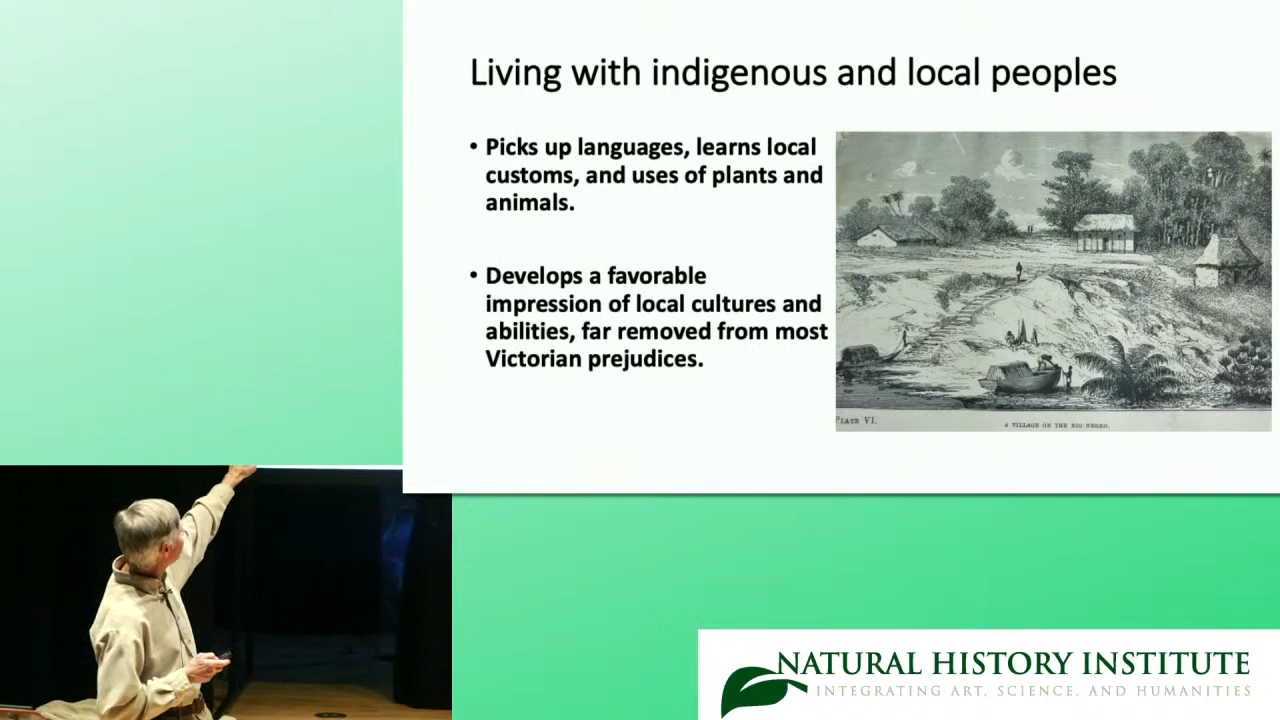 Living with indigenous and local peoples
• Picks up languages, learns local
customs, and uses of plants and
animals.
• Develops a favorable
impression of local cultures and
abilities, far removed from most
Victorian prejudices.
PLATE VI.
A VILLAGE ON THE RIO NEGRO.
NATURAL HISTORY INSTITUTE
INTEGRATING ART, SCIENCE, AND HUMANITIES